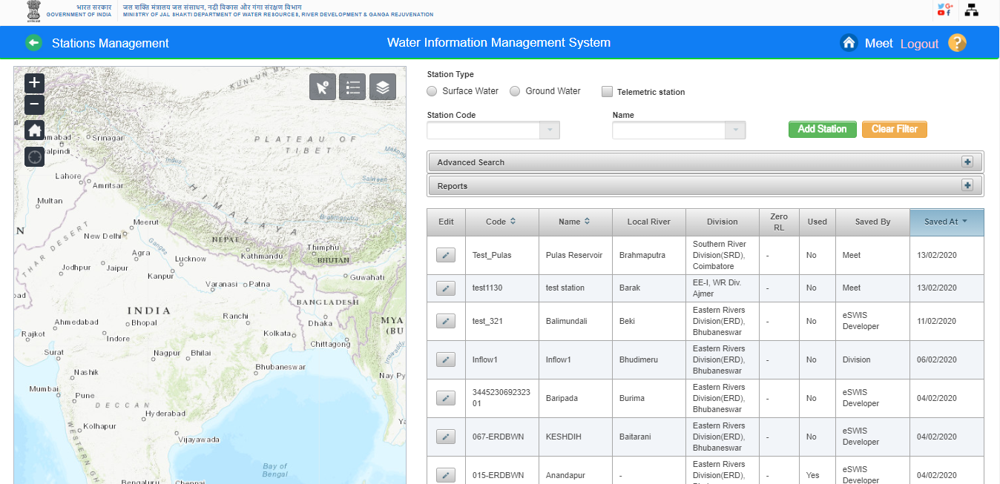 भारत सरकार
GOVERNMENT OF INDIA
जल शक्ति मंत्रालय जल संसाधन, नदी विकास और गंगा संरक्षण विभाग
MINISTRY OF JAL SHAKTI DEPARTMENT OF WATER RESOURCES, RIVER DEVELOPMENT & GANGA REJUVENATION
Stations Management
Water Information Management System
Meet Logout ?
KUNLUN
Srinagar
PLATEAU OF
TIBET
Indus
Mekong
Salween
Lahore
Amritsar
Multan
HIMALAYA
Brahmaputra
Meerut
New Delhi
THAR DESERT
Ganges
NEPAL
Kathmandu
Thimphu
BHUTAN
Agra
Lucknow
Jodhpur
Jaipur
Kanpur
Guwahati
Varanasi
Patna
BANGLADESH
INDIA
Ranchi
Dhaka
MYA
(BU
Ahmedabad
Bhopal
Rajkot
Indore
Kolkata
Chittagong
Surat
Nagpur
Bhilai
Irrawaddy
Nashik
Bhubaneswar
Nay Py
Mumbai
Pune
DECCAN
Hyderabad
Kolhapur
WESTERN GH
Vijayawada
Bay of
Bengal
Bengaluru
Chennai
Station Type
Surface Water Ground Water Telemetric station
Station Code Name
Add Station Clear Filter
Advanced Search
Reports
Edit Code Name Local River Division Zero RL Used Saved By Saved At
Test_Pulas Pulas Reservoir Brahmaputra Southern River Division(SRD), Coimbatore - No Meet 13/02/2020
test1130 test station Barak EE-I, WR Div. Ajmer - No Meet 13/02/2020
test_321 Balimundali Beki Eastern Rivers Division(ERD), Bhubaneswar - No eSWIS Developer 11/02/2020
Inflow1 Inflow1 Bhudimeru Eastern Rivers Division(ERD), Bhubaneswar - No Division 06/02/2020
344523069232301 Baripada Burima Eastern Rivers Division(ERD), Bhubaneswar - No eSWIS Developer 04/02/2020
067-ERDBWN KESHDIH Baitarani Eastern Rivers Division(ERD), Bhubaneswar - No eSWIS Developer 04/02/2020
015-ERDBWN Anandapur - Eastern Rivers Division(ERD), - Yes eSWIS Developer 04/02/2020